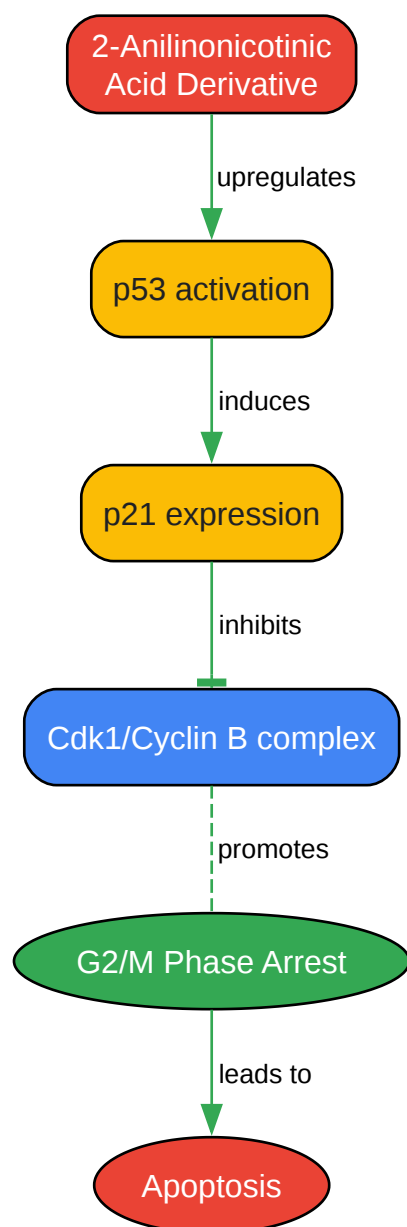 2-Anilinonicotinic
Acid Derivative
upregulates
p53 activation
induces
p21 expression
inhibits
Cdk1/Cyclin B complex
promotes
G2/M Phase Arrest
leads to
Apoptosis